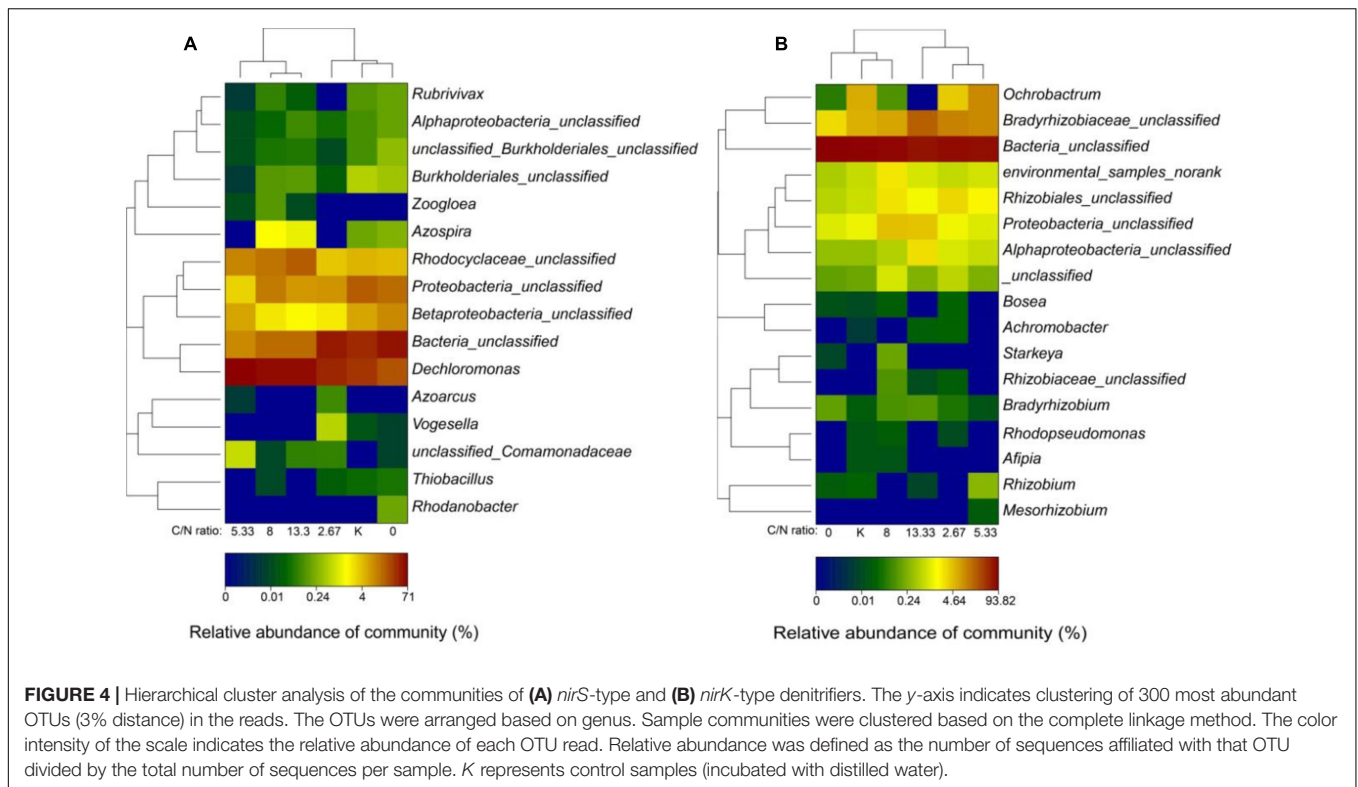 A
Rubrivivax
Alphaproteobacteria_unclassified
unclassified_Burkholderiales_unclassified
Burkholderiales_unclassified
Zoogloea
Azospira
Rhodocyclaceae_unclassified
Proteobacteria_unclassified
Betaproteobacteria_unclassified
Bacteria_unclassified
Dechloromonas
Azoarcus
Vogesella
unclassified_Comamonadaceae
Thiobacillus
Rhodanobacter
C/N ratio: 5.33 8 13.3 2.67 K 0
0 0.01 0.24 4 71
Relative abundance of community (%)
B
Ochrobactrum
Bradyrhizobiaceae_unclassified
Bacteria_unclassified
environmental_samples_norank
Rhizobiales_unclassified
Proteobacteria_unclassified
Alphaproteobacteria_unclassified
_unclassified
Bosea
Achromobacter
Starkeya
Rhizobiaceae_unclassified
Bradyrhizobium
Rhodopseudomonas
Afipia
Rhizobium
Mesorhizobium
C/N ratio: 0 K 8 13.33 2.67 5.33
0 0.01 0.24 4.64 93.82
Relative abundance of community (%)
FIGURE 4 | Hierarchical cluster analysis of the communities of (A) nirS-type and (B) nirK-type denitrifiers. The y-axis indicates clustering of 300 most abundant
OTUs (3% distance) in the reads. The OTUs were arranged based on genus. Sample communities were clustered based on the complete linkage method. The color
intensity of the scale indicates the relative abundance of each OTU read. Relative abundance was defined as the number of sequences affiliated with that OTU
divided by the total number of sequences per sample. K represents control samples (incubated with distilled water).